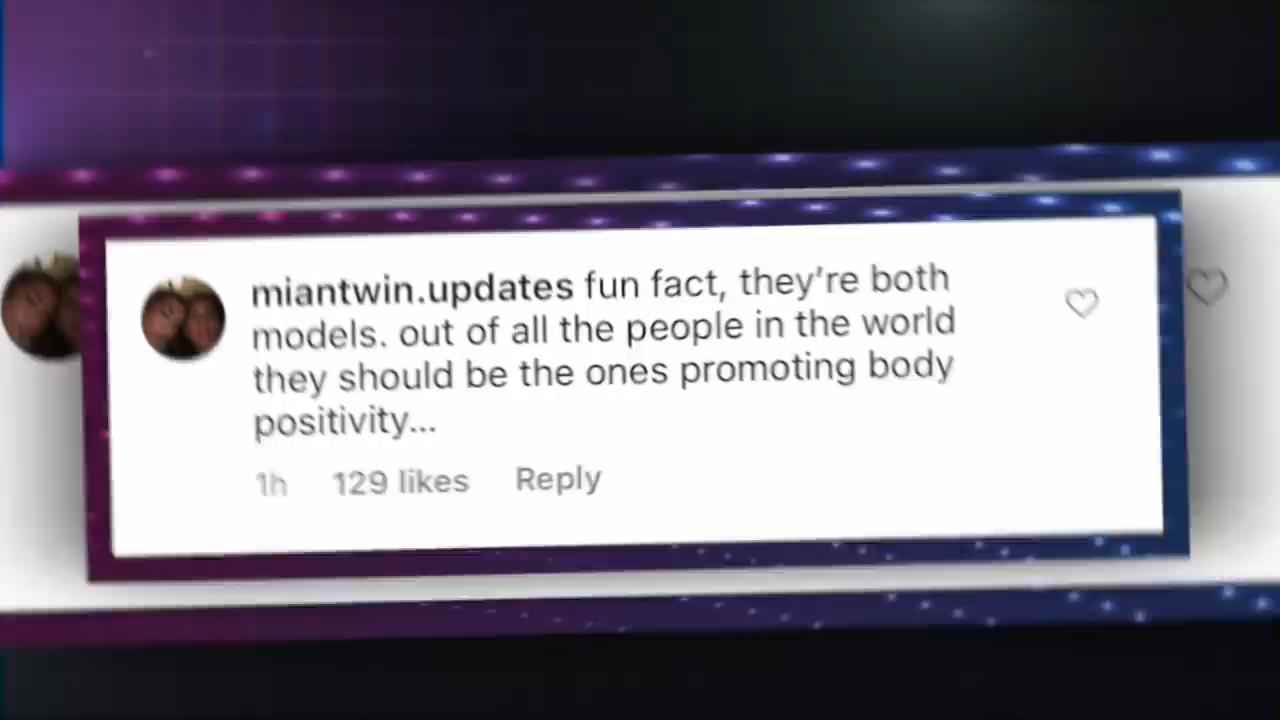 miantwin.updates fun fact, they're both
models. out of all the people in the world
they should be the ones promoting body
positivity...
1h 129 likes Reply